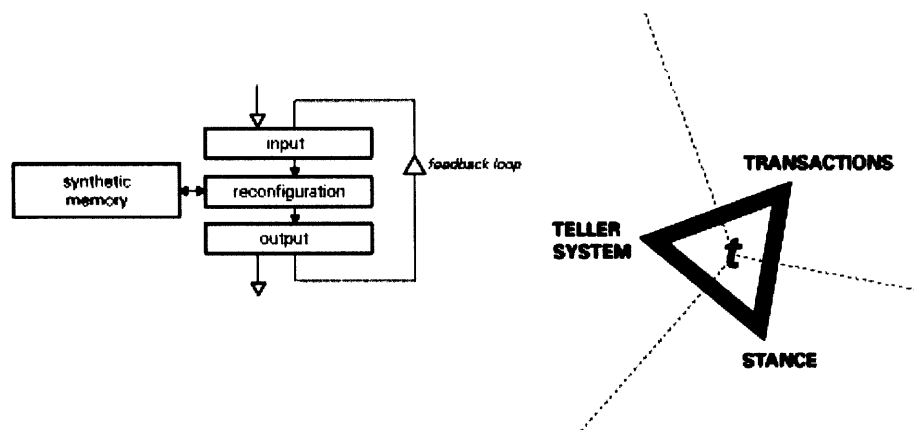 input
feedback loop
synthetic
memory
reconfiguration
output
TRANSACTIONS
TELLER
SYSTEM
t
STANCE